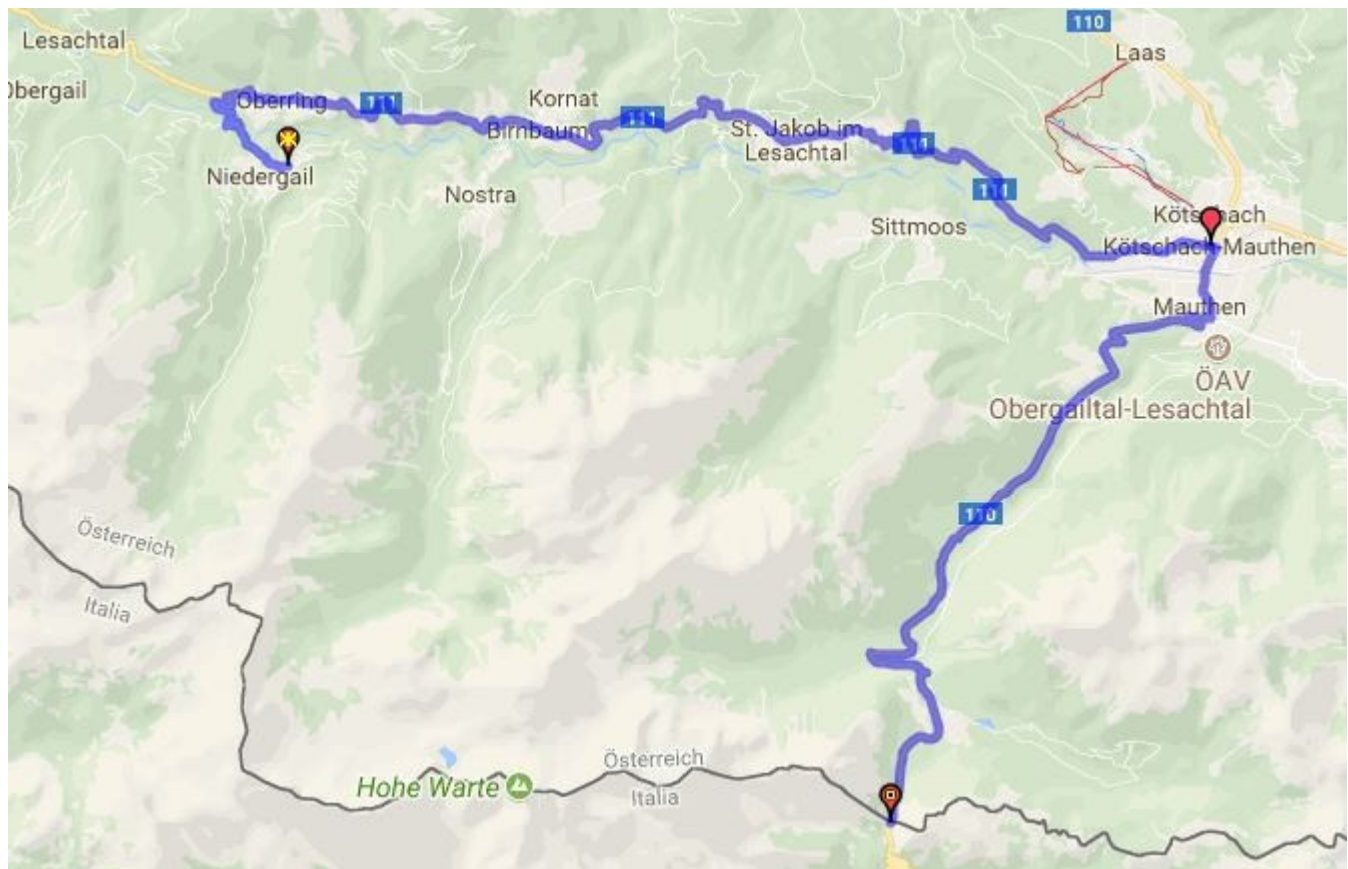 110
Laas
Lesachtal
Obergail
Oberring
111
Kornat
Birnbaum
111
St. Jakob im
Lesachtal
111
Niedergail
Nostra
111
Sittmoos
Kötschach
Kötschach-Mauthen
Mauthen
ÖAV
Obergailtal-Lesachtal
110
Österreich
Italia
Österreich
Italia
Hohe Warte